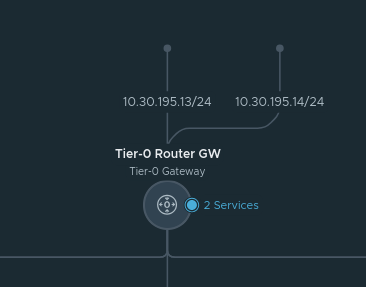 10.30.195.13/24 10.30.195.14/24
Tier-0 Router GW
Tier-0 Gateway
0
2 Services